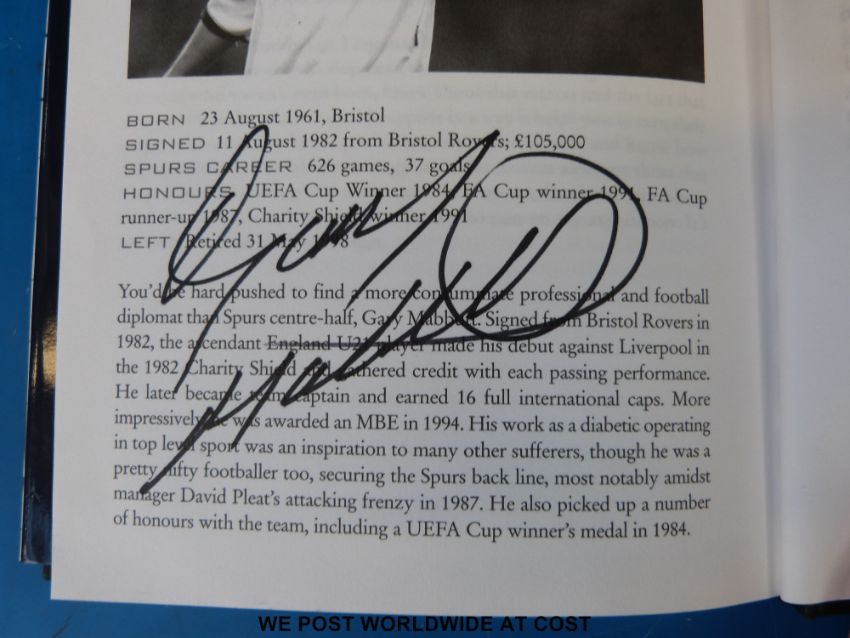 BORN 23 August 1961, Bristol
SIGNED 11 August 1982 from Bristol Rovers; £105,000
SPURS CAREER 626 games, 37 goals
HONOURS UEFA Cup Winner 1984, FA Cup winner 1991, FA Cup
runner-up 1987, Charity Shield winner 1991
LEFT Retired 31 May 1998
You'd be hard pushed to find a more consummate professional and football
diplomat than Spurs centre-half, Gary Mabbutt. Signed from Bristol Rovers in
1982, the ascendant England U21 player made his debut against Liverpool in
the 1982 Charity Shield and gathered credit with each passing performance.
He later became team captain and earned 16 full international caps. More
impressively he was awarded an MBE in 1994. His work as a diabetic operating
in top level sport was an inspiration to many other sufferers, though he was a
pretty nifty footballer too, securing the Spurs back line, most notably amidst
manager David Pleat's attacking frenzy in 1987. He also picked up a number
of honours with the team, including a UEFA Cup winner's medal in 1984.
Gary Mabbutt
WE POST WORLDWIDE AT COST